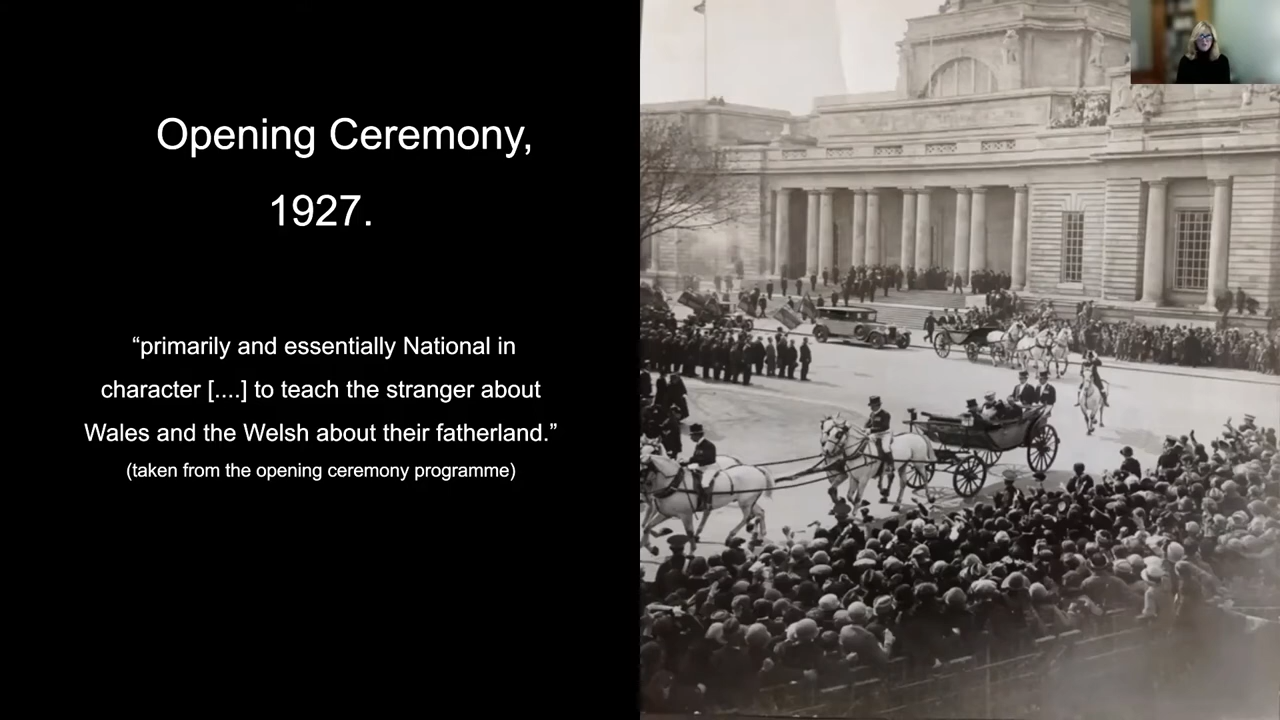 Opening Ceremony,
1927.
“primarily and essentially National in
character [....] to teach the stranger about
Wales and the Welsh about their fatherland.”
(taken from the opening ceremony programme)